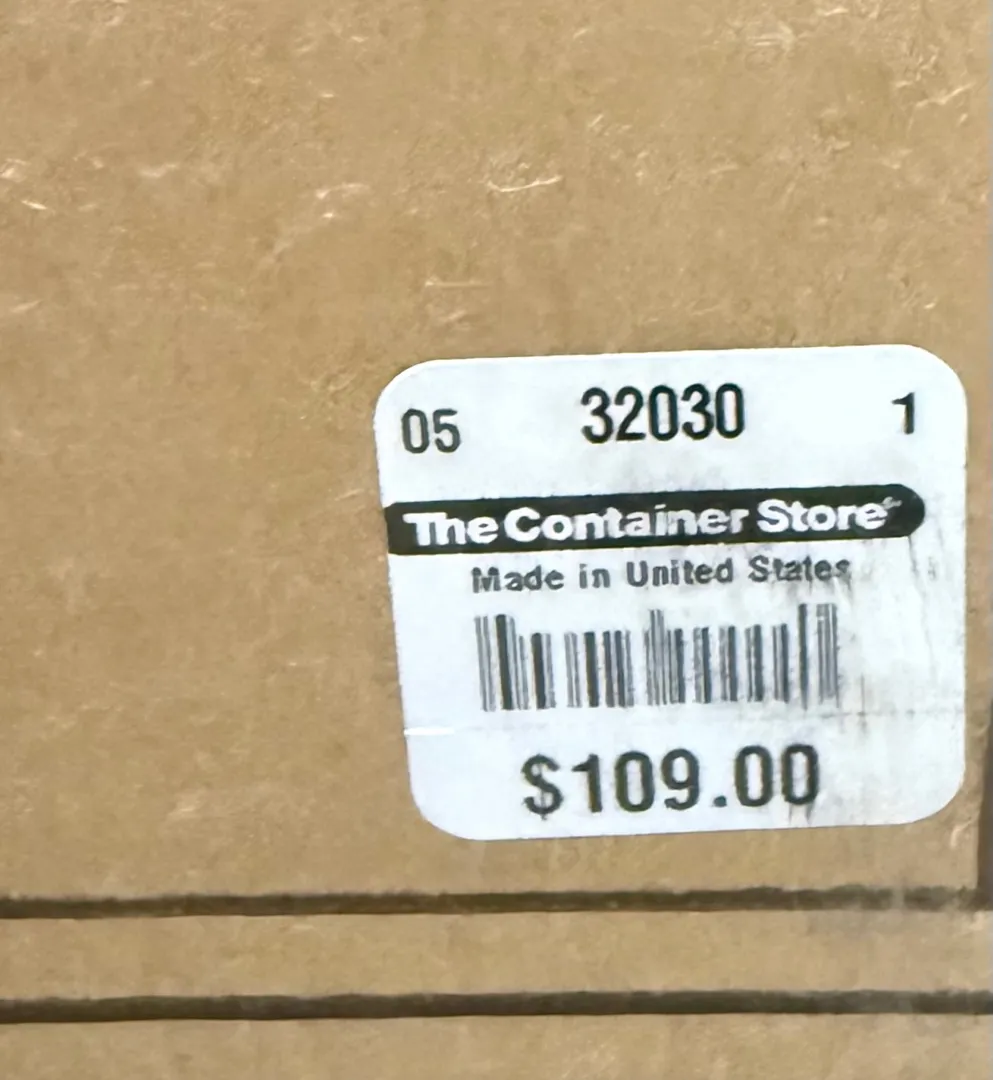 05 32030 1
The Container Store
Made in United States
$109.00